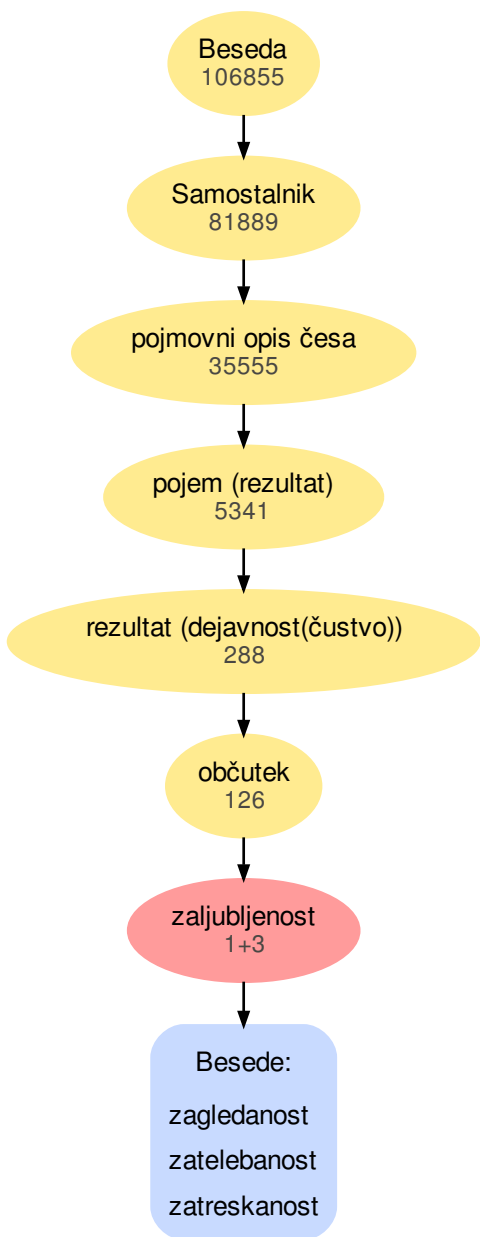 Beseda
106855
Samostalnik
81889
pojmovni opis česa
35555
pojem (rezultat)
5341
rezultat (dejavnost(čustvo))
288
občutek
126
zaljubljenost
1+3
Besede:
zagledanost
zatelebanost
zatreskanost